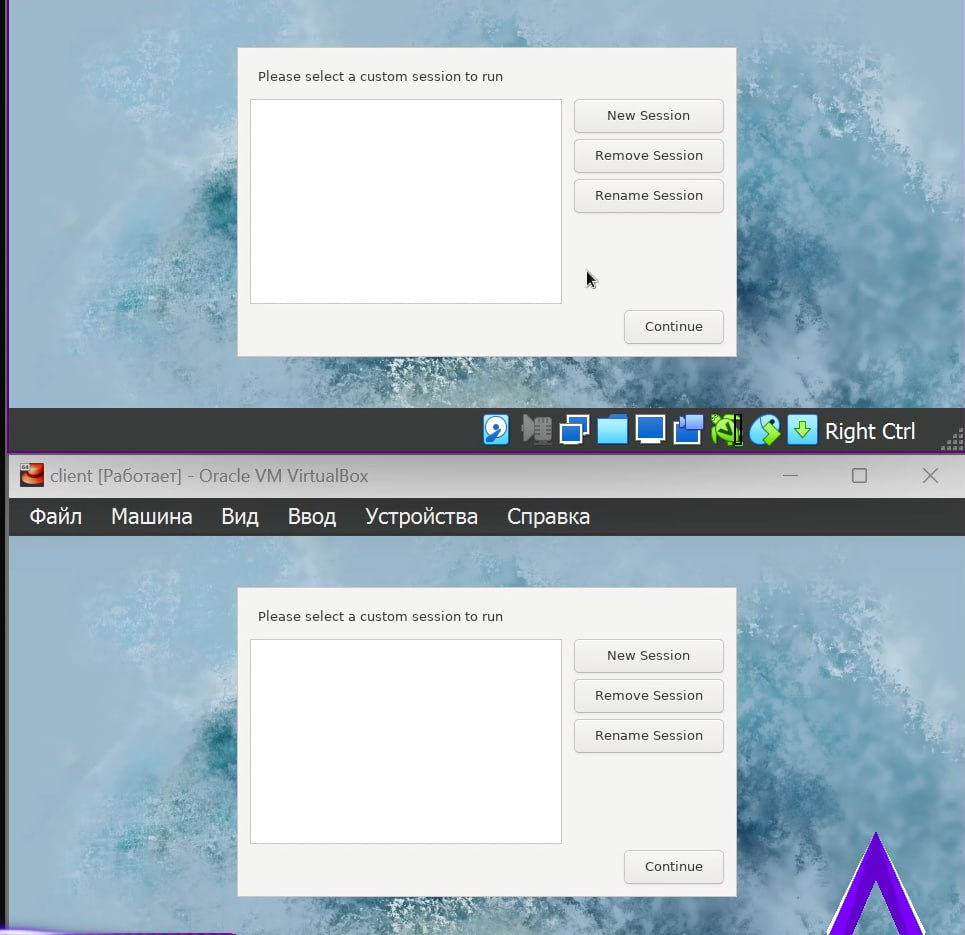 Please select a custom session to run
New Session
Remove Session
Rename Session
Continue
Right Ctrl
64
client [Работает] - Oracle VM VirtualBox
Файл Машина Вид Ввод Устройства Справка
Please select a custom session to run
New Session
Remove Session
Rename Session
Continue